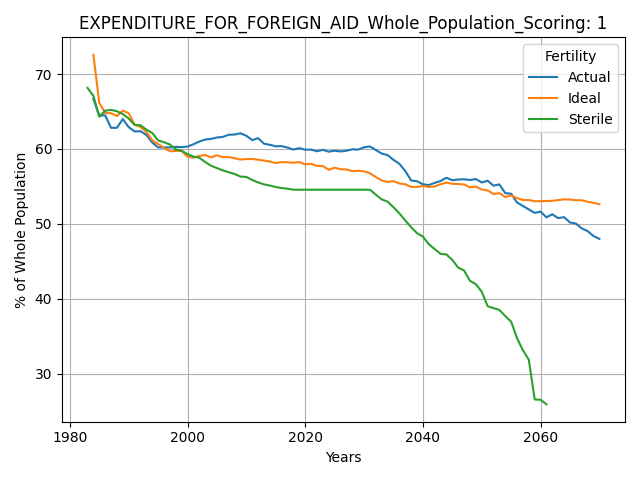 EXPENDITURE_FOR_FOREIGN_AID_Whole_Population_Scoring: 1
Fertility
Actual
Ideal
Sterile
% of Whole Population
70
60
50
40
30
1980
2000
2020
2040
2060
Years